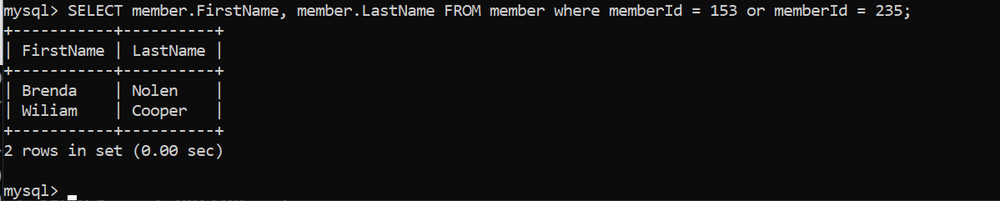 mysql> SELECT member.FirstName, member.LastName FROM member where memberId = 153 or memberId = 235;
+-----------+----------+
| FirstName | LastName |
+-----------+----------+
| Brenda    | Nolen    |
| Wiliam    | Cooper   |
+-----------+----------+
2 rows in set (0.00 sec)
mysql>